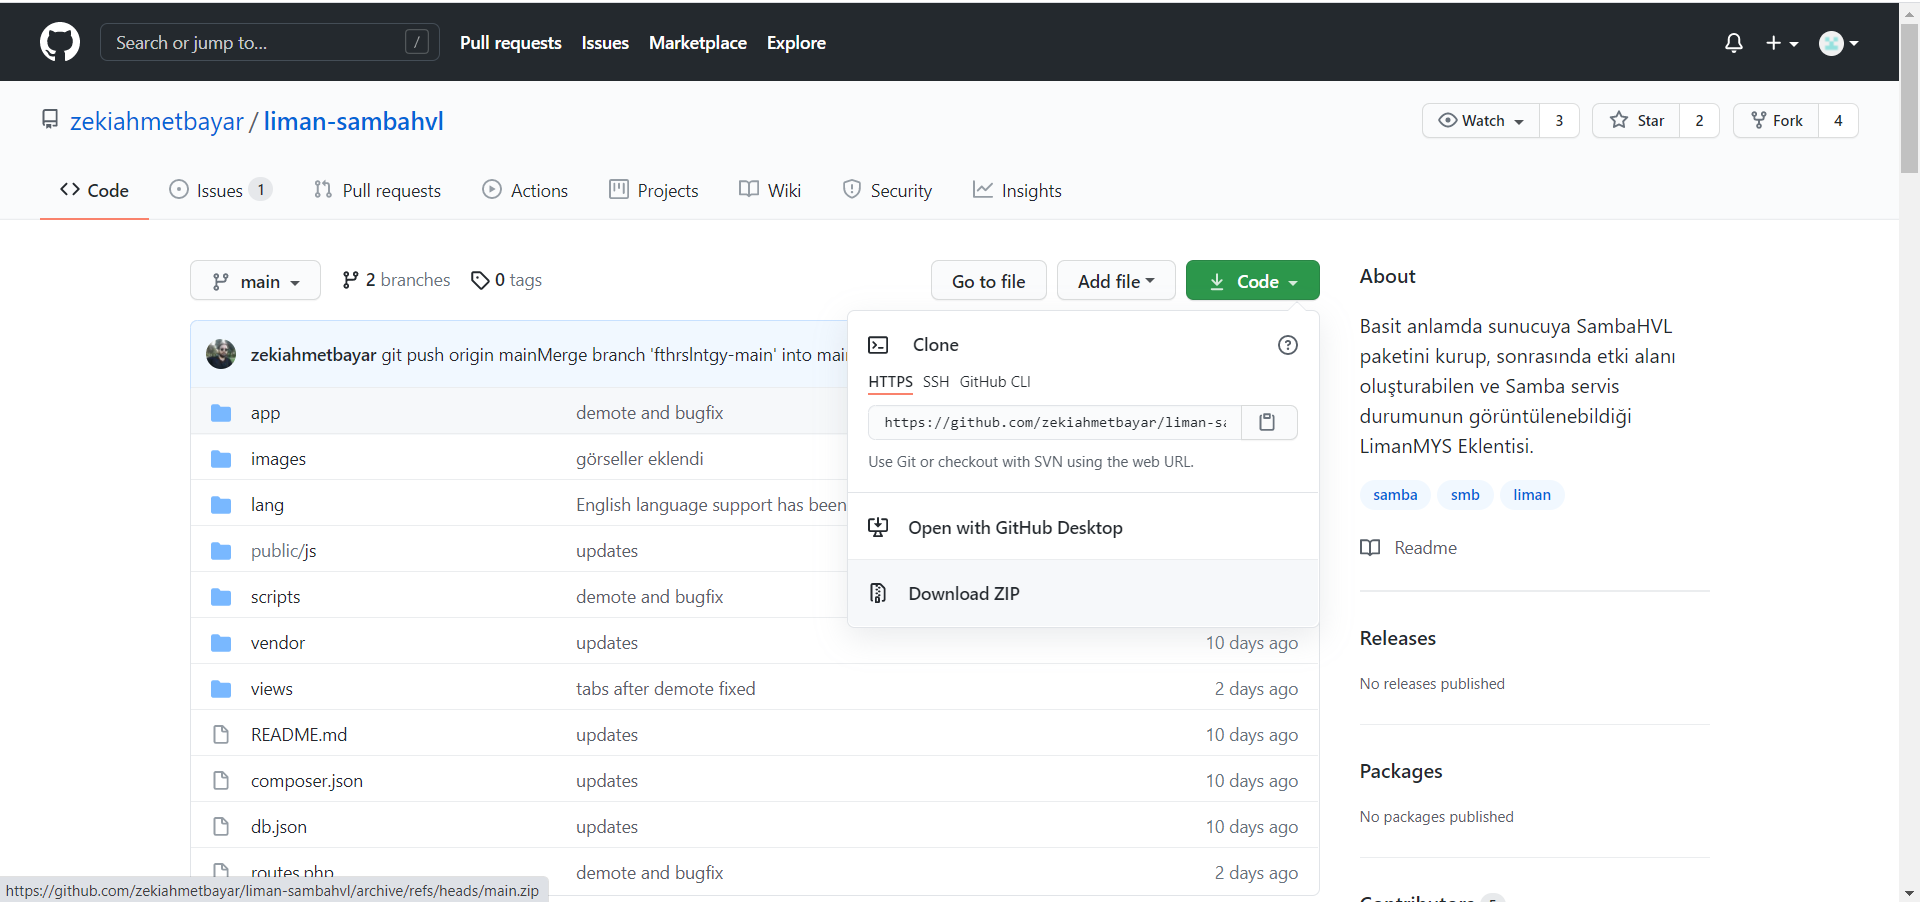 Search or jump to... /
Pull requests Issues Marketplace Explore
zekiahmetbayar / liman-sambahvl
Watch 3 Star 2 Fork 4
Code Issues 1 Pull requests Actions Projects Wiki Security Insights
main 2 branches 0 tags
Go to file Add file Code
zekiahmetbayar git push origin mainMerge branch 'fthrslntgy-main' into
app demote and bugfix
images görseller eklendi
lang English language support has been
public/js updates
scripts demote and bugfix
vendor updates 10 days ago
views tabs after demote fixed 2 days ago
README.md updates 10 days ago
composer.json updates 10 days ago
db.json updates 10 days ago
routes.php demote and bugfix 2 days ago
Clone
HTTPS SSH GitHub CLI
https://github.com/zekiahmetbayar/liman-sa
Use Git or checkout with SVN using the web URL.
Open with GitHub Desktop
Download ZIP
About
Basit anlamda sunucuya SambaHVL
paketini kurup, sonrasında etki alanı
oluşturabilen ve Samba servis
durumunun görüntülenebildiği
LimanMYS Eklentisi.
samba smb liman
Readme
Releases
No releases published
Packages
No packages published
Contributors 5
https://github.com/zekiahmetbayar/liman-sambahvl/archive/refs/heads/main.zip